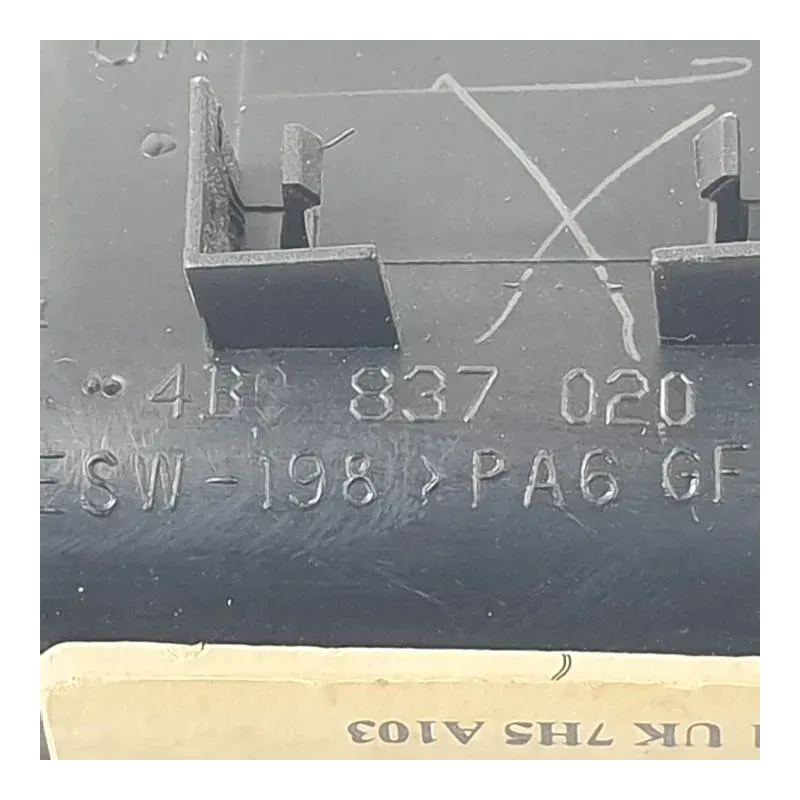 4B0 837 020
ESW-198 >PA6 GF
UK 7H5 A103